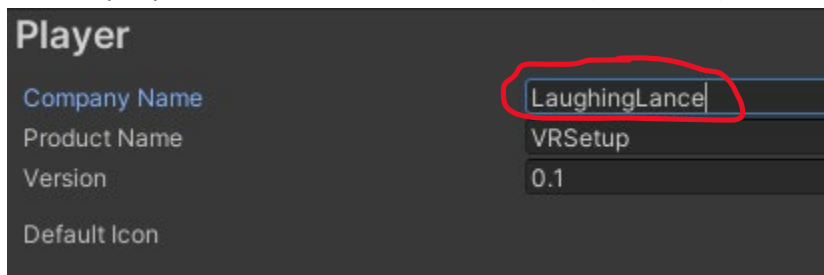 Player
Company Name LaughingLance
Product Name VRSetup
Version 0.1
Default Icon